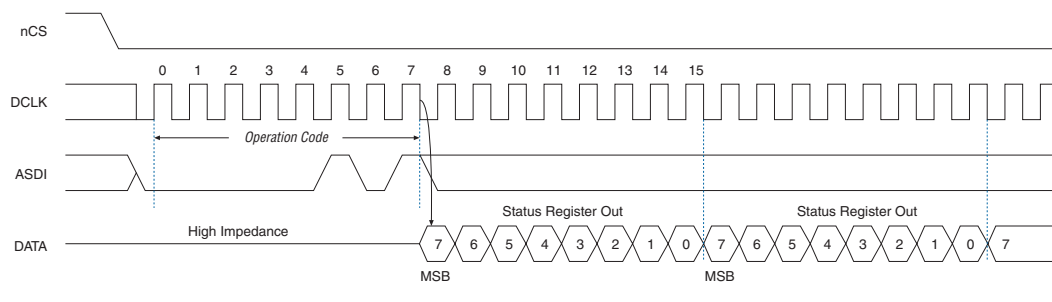 nCS
0 1 2 3 4 5 6 7 8 9 10 11 12 13 14 15
DCLK
Operation Code
ASDI
Status Register Out Status Register Out
High Impedance
DATA 7 6 5 4 3 2 1 0 7 6 5 4 3 2 1 0 7
MSB MSB